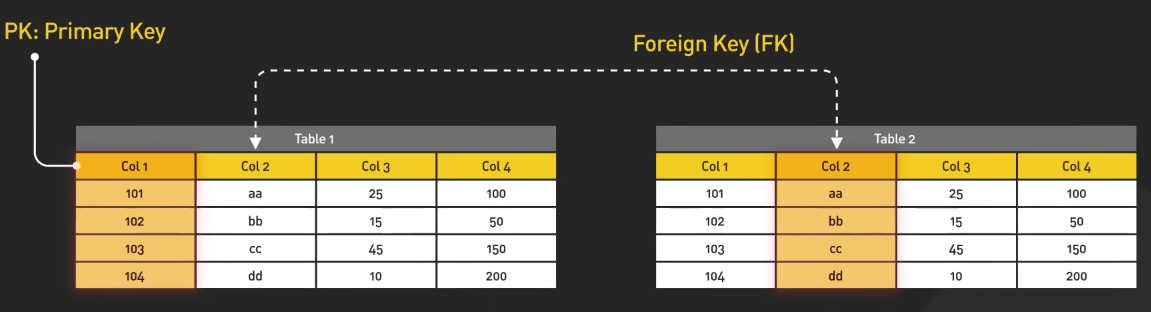 PK: Primary Key
Foreign Key (FK)
Table 1
Col 1 Col 2 Col 3 Col 4
101 aa 25 100
102 bb 15 50
103 cc 45 150
104 dd 10 200
Table 2
Col 1 Col 2 Col 3 Col 4
101 aa 25 100
102 bb 15 50
103 cc 45 150
104 dd 10 200